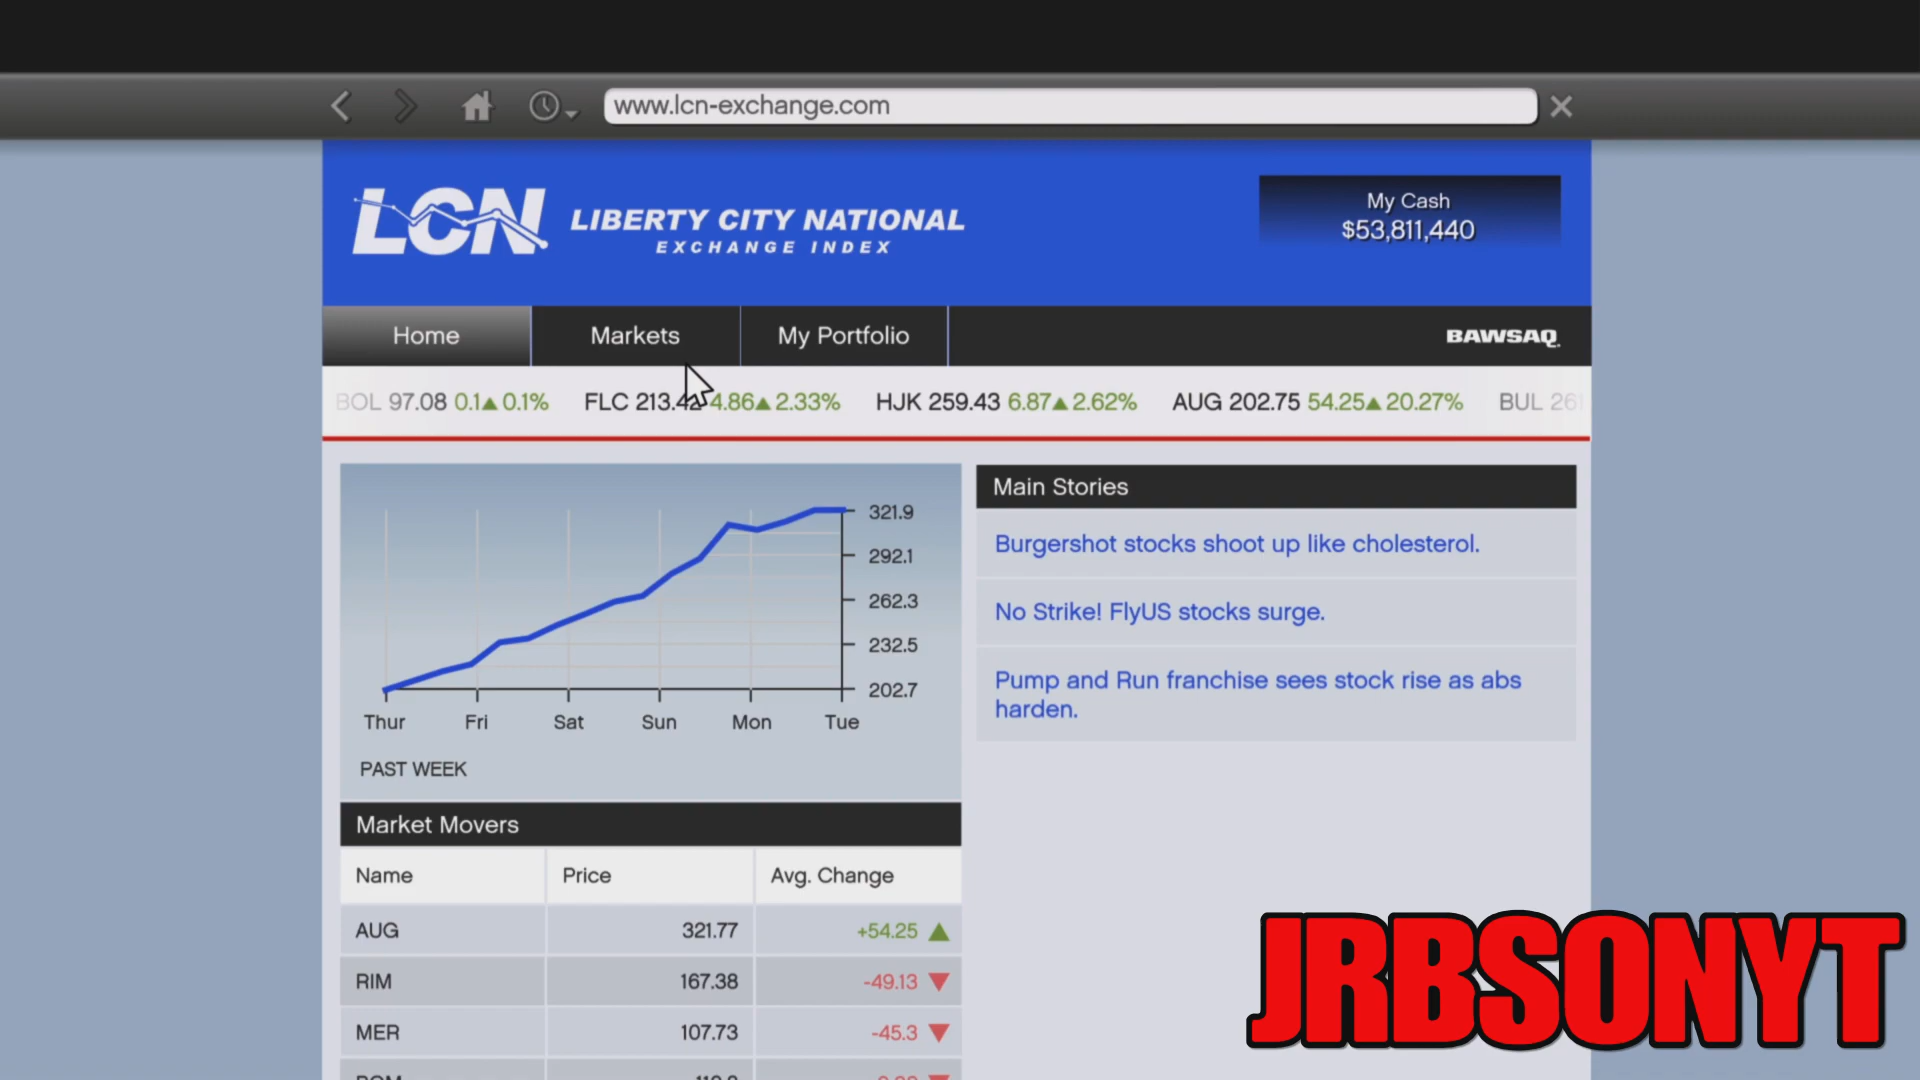 www.lcn-exchange.com
LCN LIBERTY CITY NATIONAL
EXCHANGE INDEX
My Cash
$53,811,440
Home Markets My Portfolio BAWSAQ.
BOL 97.08 0.1▲0.1% FLC 213.42 4.86▲2.33% HJK 259.43 6.87▲2.62% AUG 202.75 54.25▲20.27% BUL
321.9
292.1
262.3
232.5
202.7
Thur Fri Sat Sun Mon Tue
PAST WEEK
Main Stories
Burgershot stocks shoot up like cholesterol.
No Strike! FlyUS stocks surge.
Pump and Run franchise sees stock rise as abs
harden.
Market Movers
Name Price Avg. Change
AUG 321.77 +54.25 ▲
RIM 167.38 -49.13 ▼
MER 107.73 -45.3 ▼
JRBSONYT